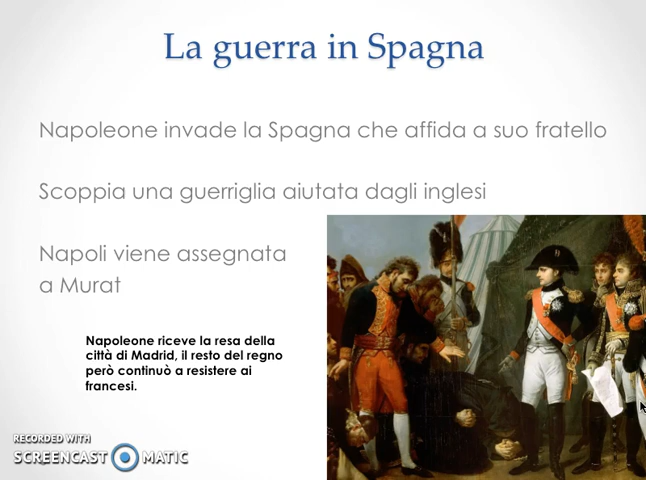 La guerra in Spagna
Napoleone invade la Spagna che affida a suo fratello
Scoppia una guerriglia aiutata dagli inglesi
Napoli viene assegnata
a Murat
Napoleone riceve la resa della
città di Madrid, il resto del regno
però continuò a resistere ai
francesi.
RECORDED WITH
SCREENCAST MATIC